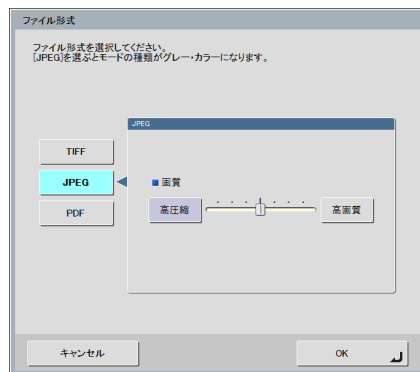 ファイル形式
ファイル形式を選択してください。
[JPEG]を選ぶとモードの種類がグレー・カラーになります。
JPEG
TIFF
JPEG
画質
高圧縮
高画質
PDF
キャンセル
OK